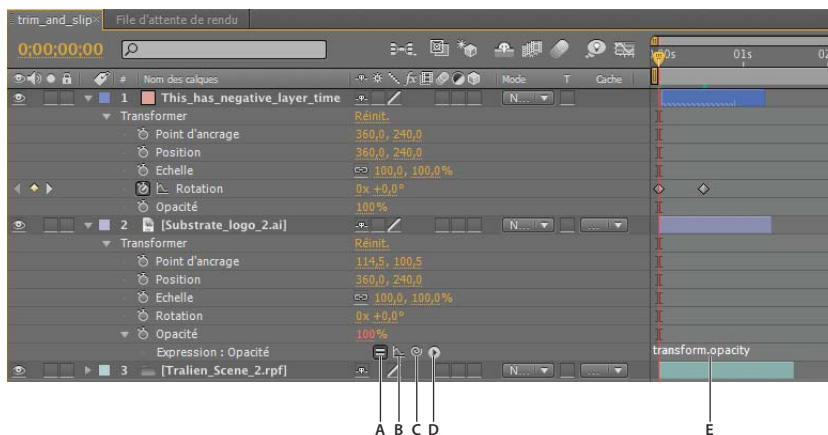 trim_and_slip× File d'attente de rendu
0;00;00;00 00s 01s 02
# Nom des calques fx Mode T Cache
1 This_has_negative_layer_time N...
Transformer Réinit.
Point d'ancrage 360,0, 240,0
Position 360,0, 240,0
Echelle 100,0, 100,0%
Rotation 0x +0,0°
Opacité 100%
2 [Substrate_logo_2.ai] N... ...
Transformer Réinit.
Point d'ancrage 114,5, 100,5
Position 360,0, 240,0
Echelle 100,0, 100,0%
Rotation 0x +0,0°
Opacité 100%
Expression : Opacité transform.opacity
3 [Tralien_Scene_2.rpf] N... ...
A B C D E